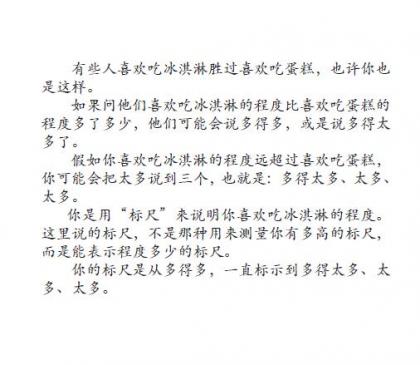 有些人喜欢吃冰淇淋胜过喜欢吃蛋糕，也许你也
是这样。
如果问他们喜欢吃冰淇淋的程度比喜欢吃蛋糕的
程度多了多少，他们可能会说多得多，或是说多得太
多了。
假如你喜欢吃冰淇淋的程度远超过喜欢吃蛋糕，
你可能会把太多说到三个，也就是：多得太多、太多、
太多。
你是用“标尺”来说明你喜欢吃冰淇淋的程度。
这里说的标尺，不是那种用来测量你有多高的标尺，
而是能表示程度多少的标尺。
你的标尺是从多得多，一直标示到多得太多、太
多、太多。